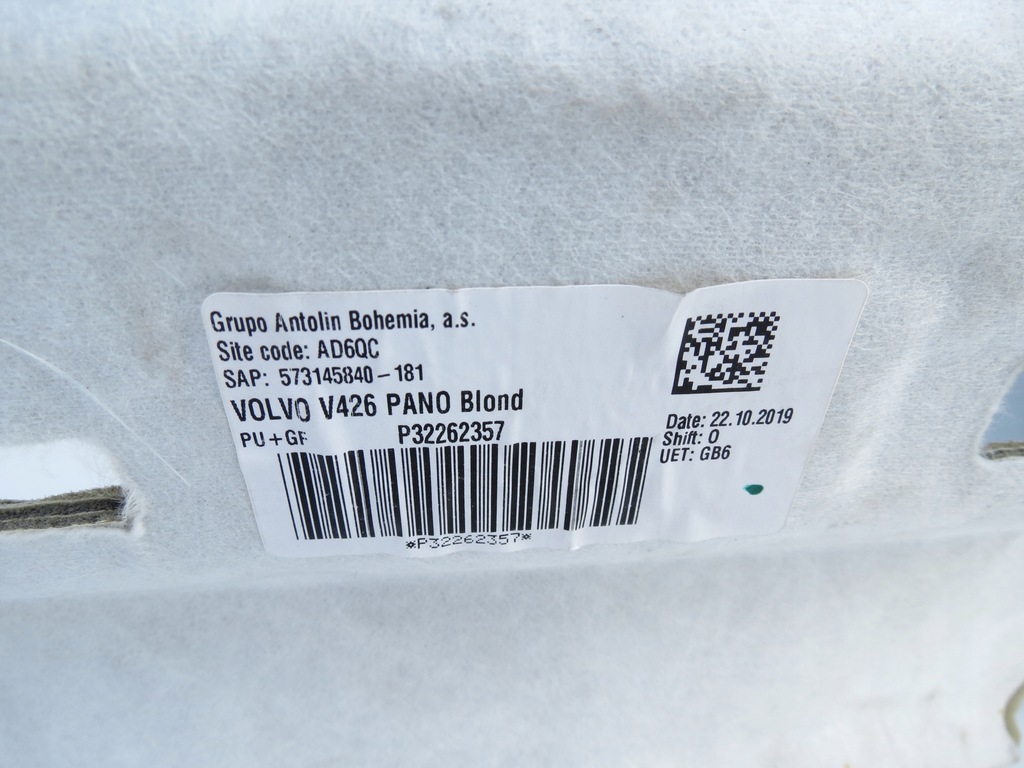 Grupo Antolin Bohemia, a.s.
Site code: AD6QC
SAP: 573145840-181
VOLVO V426 PANO Blond
PU+GF P32262357
*P32262357*
Date: 22.10.2019
Shift: O
UET: GB6